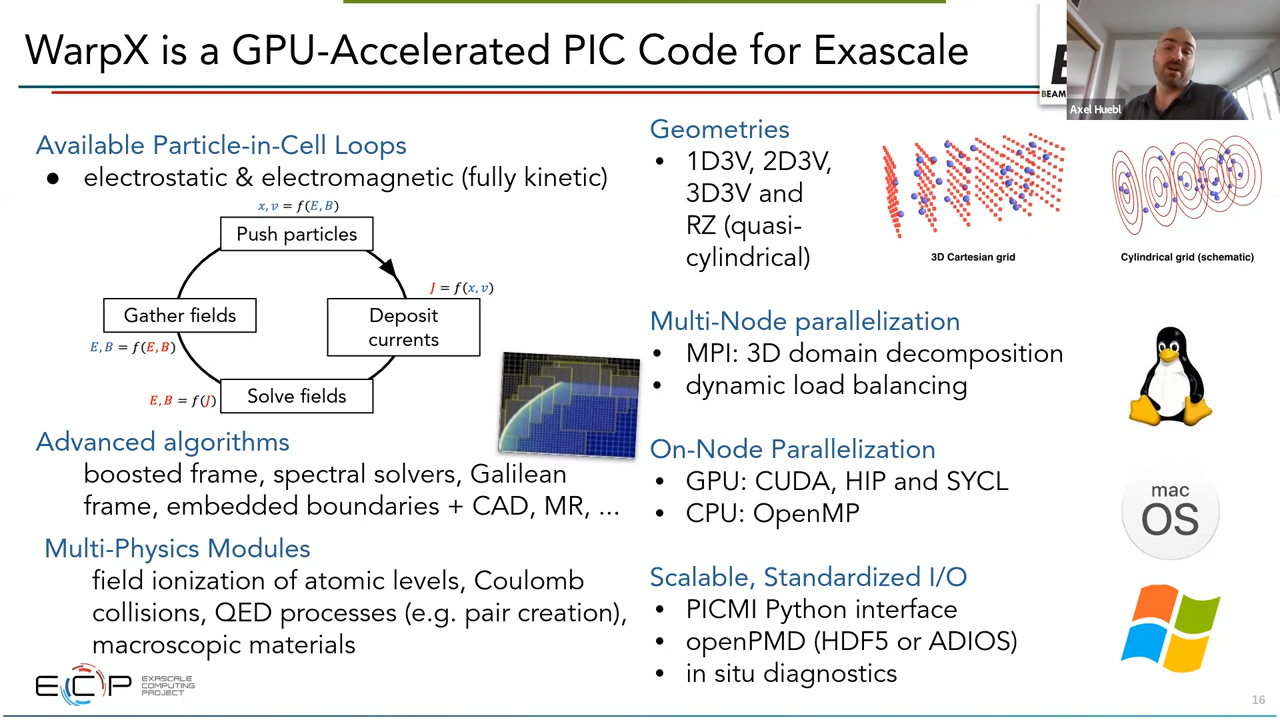 WarpX is a GPU-Accelerated PIC Code for Exascale
BEAM
Axel Huebl
Available Particle-in-Cell Loops
● electrostatic & electromagnetic (fully kinetic)
x, v = f(E, B)
Push particles
J = f(x, v)
Gather fields
Deposit
currents
E, B = f(E, B)
E, B = f(J)
Solve fields
Advanced algorithms
boosted frame, spectral solvers, Galilean
frame, embedded boundaries + CAD, MR, ...
Multi-Physics Modules
field ionization of atomic levels, Coulomb
collisions, QED processes (e.g. pair creation),
macroscopic materials
ECP
EXASCALE
COMPUTING
PROJECT
Geometries
• 1D3V, 2D3V,
3D3V and
RZ (quasi-
cylindrical)
3D Cartesian grid
Cylindrical grid (schematic)
Multi-Node parallelization
• MPI: 3D domain decomposition
• dynamic load balancing
On-Node Parallelization
• GPU: CUDA, HIP and SYCL
• CPU: OpenMP
mac
OS
Scalable, Standardized I/O
• PICMI Python interface
• openPMD (HDF5 or ADIOS)
• in situ diagnostics
16